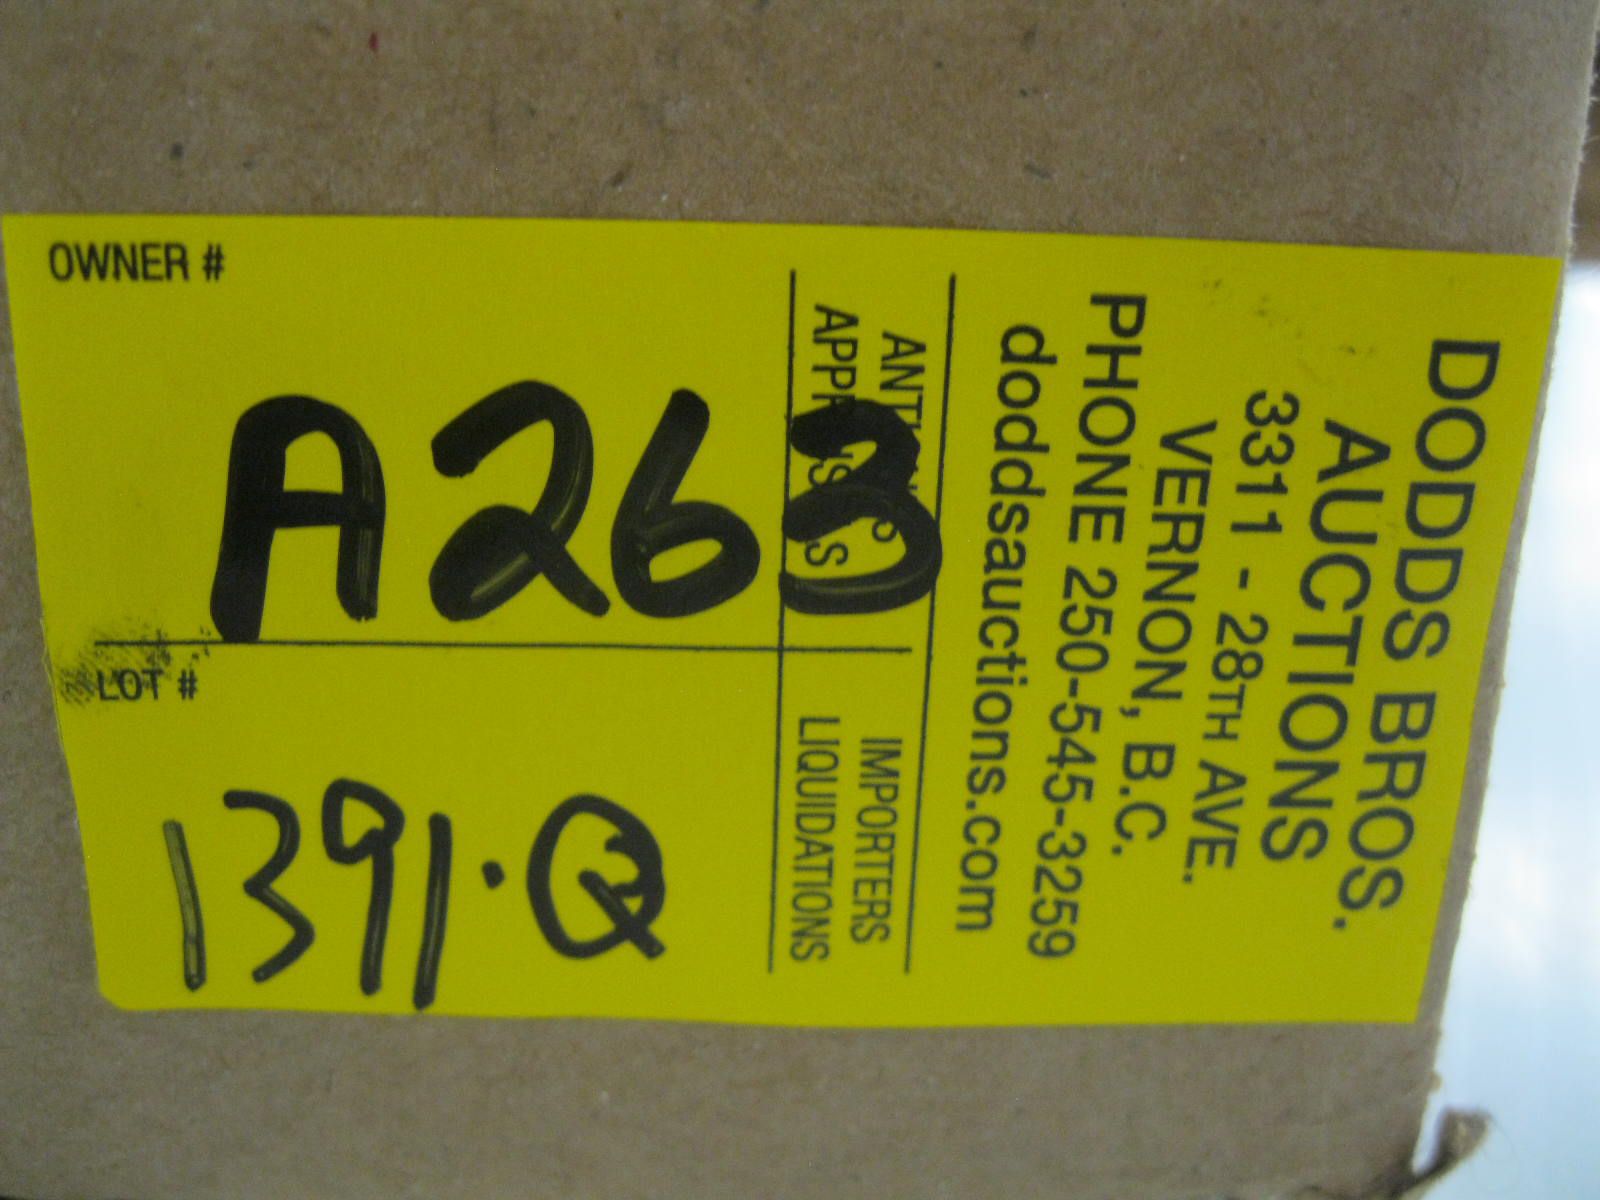 OWNER #
A263
LOT #
1391.Q
DODDS BROS.
AUCTIONS
3311 - 28TH AVE.
VERNON, B.C.
PHONE 250-545-3259
doddsauctions.com
IMPORTERS
LIQUIDATIONS